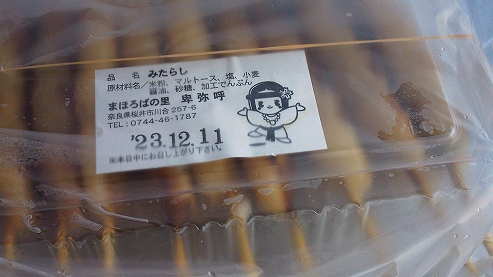 品名 みたらし
原材料名／米粉、マルトース、塩、小麦
醤油、砂糖、加工でんぷん
まほろばの里 卑弥呼
奈良県桜井市川合257-6
TEL：0744-46-1787
'23.12.11
※本日中にお召し上がり下さい。